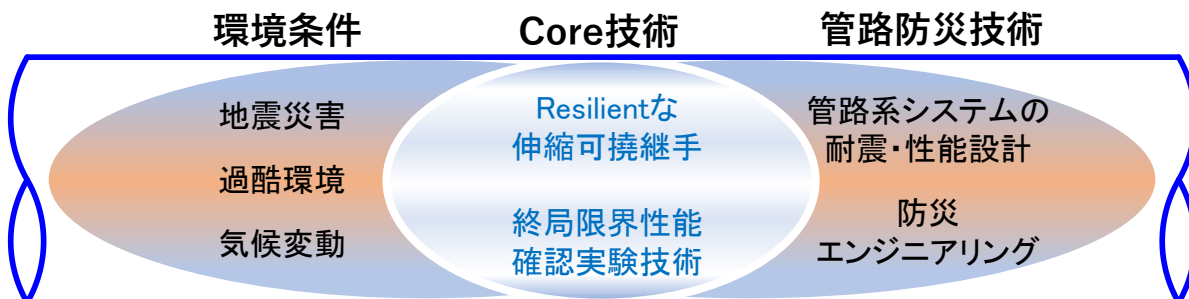 環境条件
Core技術
管路防災技術
地震災害
過酷環境
気候変動
Resilientな
伸縮可撓継手
終局限界性能
確認実験技術
管路系システムの
耐震・性能設計
防災
エンジニアリング